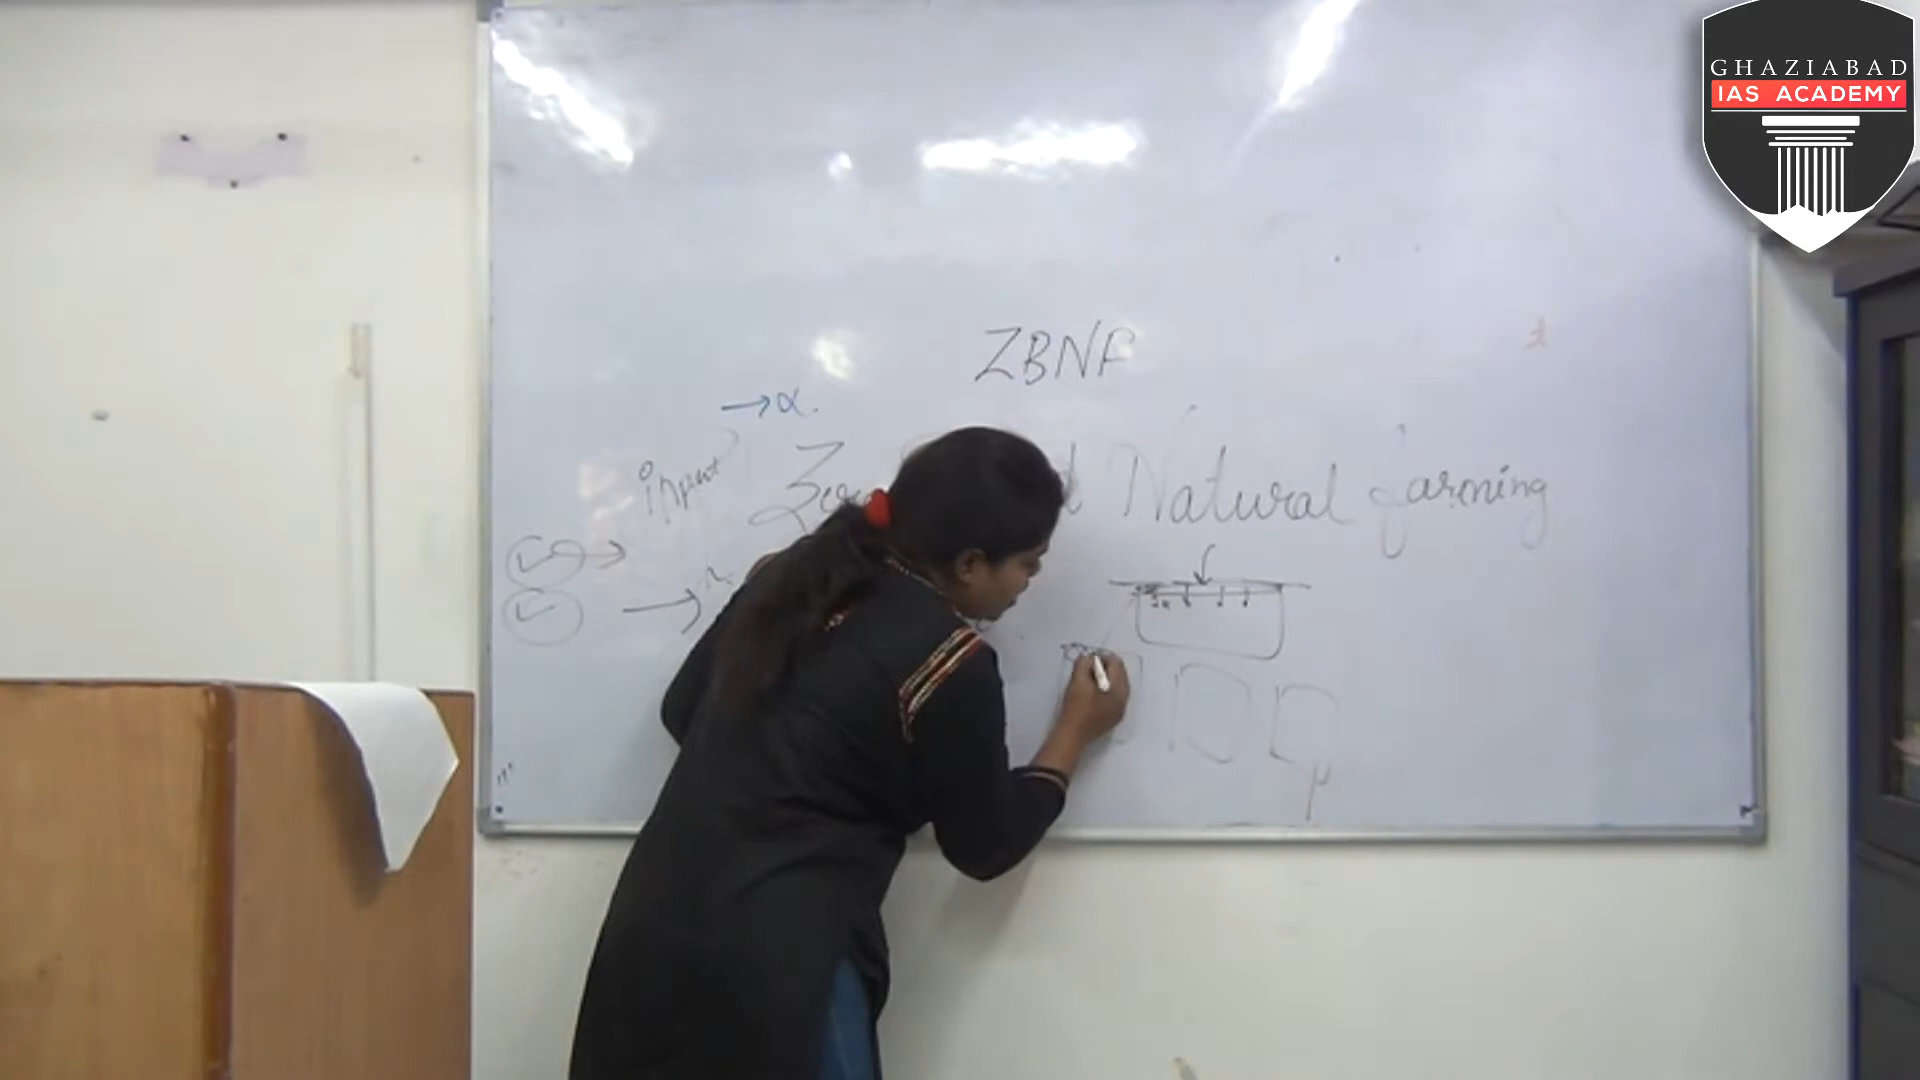 GHAZIABAD
IAS ACADEMY
ZBNF
→ α.
input
Natural farming